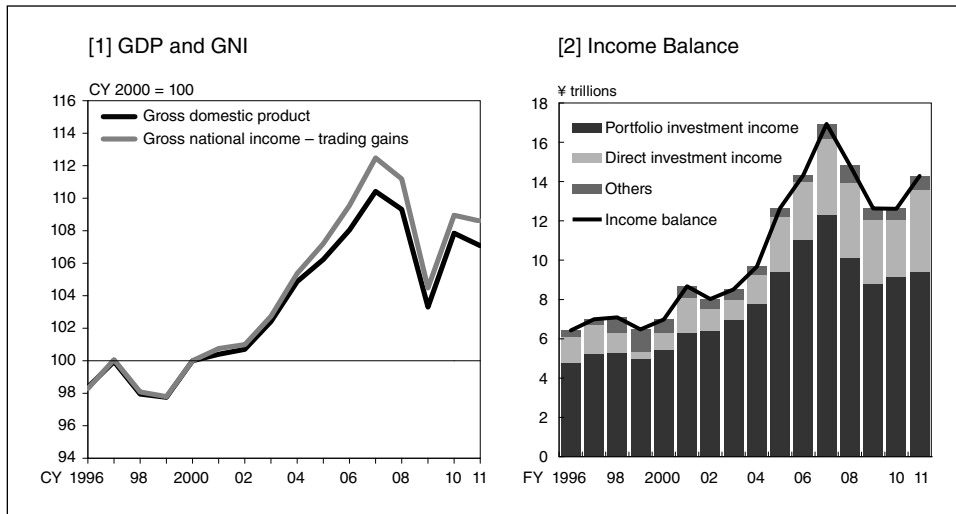 [1] GDP and GNI
CY 2000 = 100
116
114
112
110
108
106
104
102
100
98
96
94
Gross domestic product
Gross national income – trading gains
CY 1996 98 2000 02 04 06 08 10 11
[2] Income Balance
¥ trillions
18
16
14
12
10
8
6
4
2
0
Portfolio investment income
Direct investment income
Others
Income balance
FY 1996 98 2000 02 04 06 08 10 11